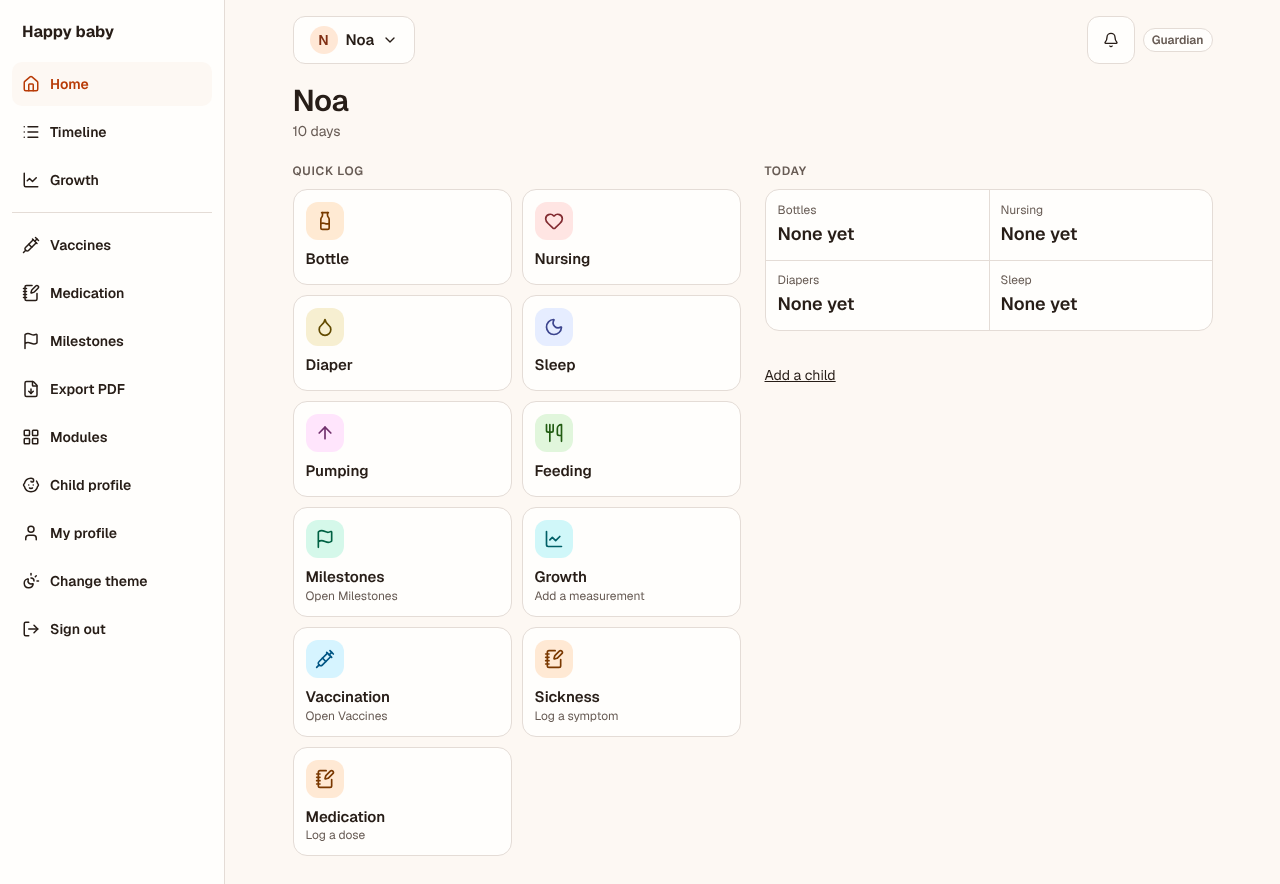 Happy baby
Home
Timeline
Growth
Vaccines
Medication
Milestones
Export PDF
Modules
Child profile
My profile
Change theme
Sign out
N Noa
Guardian
Noa
10 days
QUICK LOG
Bottle
Nursing
Diaper
Sleep
Pumping
Feeding
Milestones
Open Milestones
Growth
Add a measurement
Vaccination
Open Vaccines
Sickness
Log a symptom
Medication
Log a dose
TODAY
Bottles
None yet
Nursing
None yet
Diapers
None yet
Sleep
None yet
Add a child